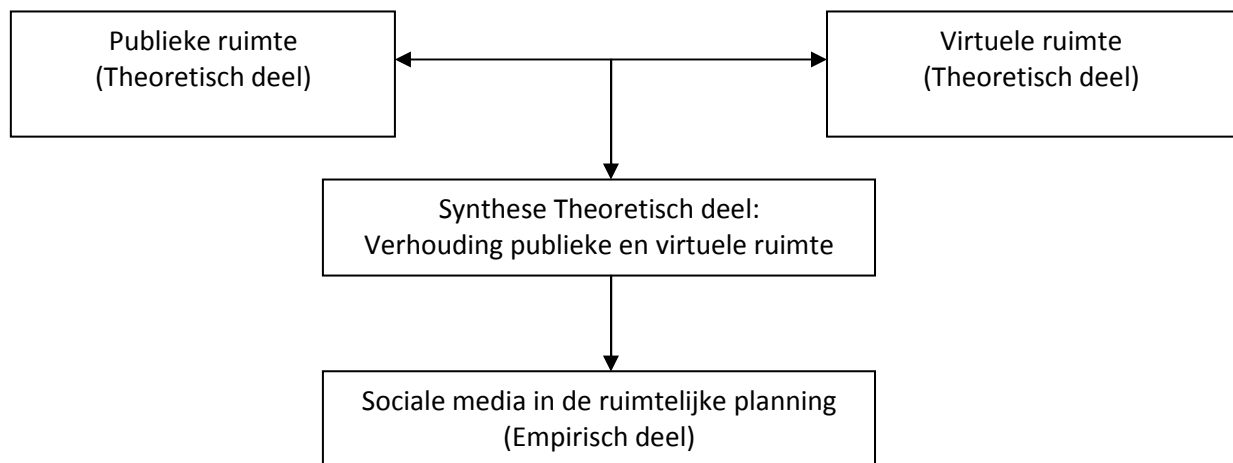 Publieke ruimte
(Theoretisch deel)
Virtuele ruimte
(Theoretisch deel)
Synthese Theoretisch deel:
Verhouding publieke en virtuele ruimte
Sociale media in de ruimtelijke planning
(Empirisch deel)